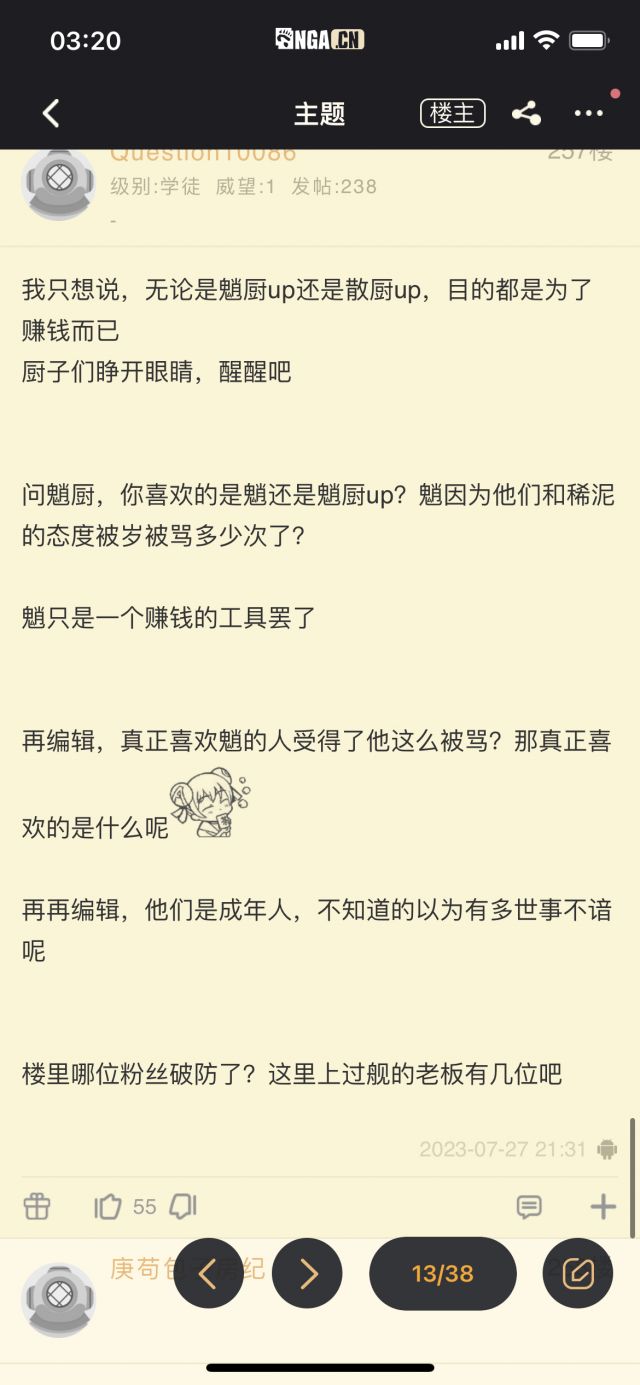 03:20
NGA.CN
主题
楼主
Question10086
257楼
级别:学徒 威望:1 发帖:238
-
我只想说，无论是魈厨up还是散厨up，目的都是为了
赚钱而已
厨子们睁开眼睛，醒醒吧
问魈厨，你喜欢的是魈还是魈厨up？魈因为他们和稀泥
的态度被岁被骂多少次了？
魈只是一个赚钱的工具罢了
再编辑，真正喜欢魈的人受得了他这么被骂？那真正喜
欢的是什么呢
再再编辑，他们是成年人，不知道的以为有多世事不谙
呢
楼里哪位粉丝破防了？这里上过舰的老板有几位吧
2023-07-27 21:31
55
庚苟包
纪
13/38